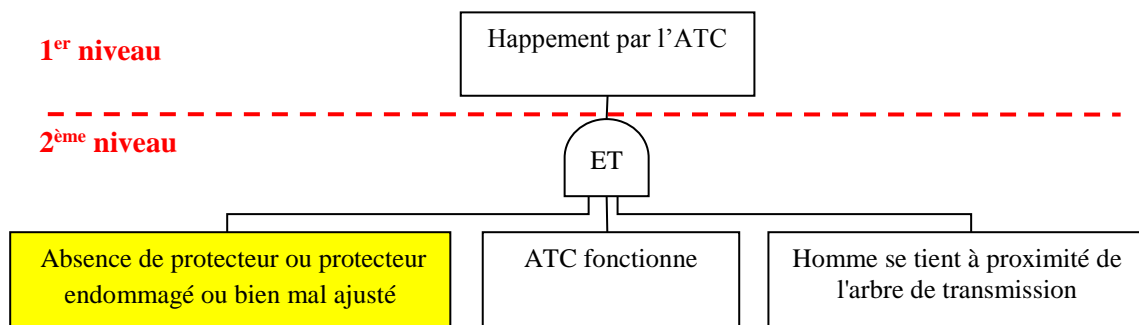 1er niveau
Happement par l’ATC
2ème niveau
ET
Absence de protecteur ou protecteur
endommagé ou bien mal ajusté
ATC fonctionne
Homme se tient à proximité de
l'arbre de transmission